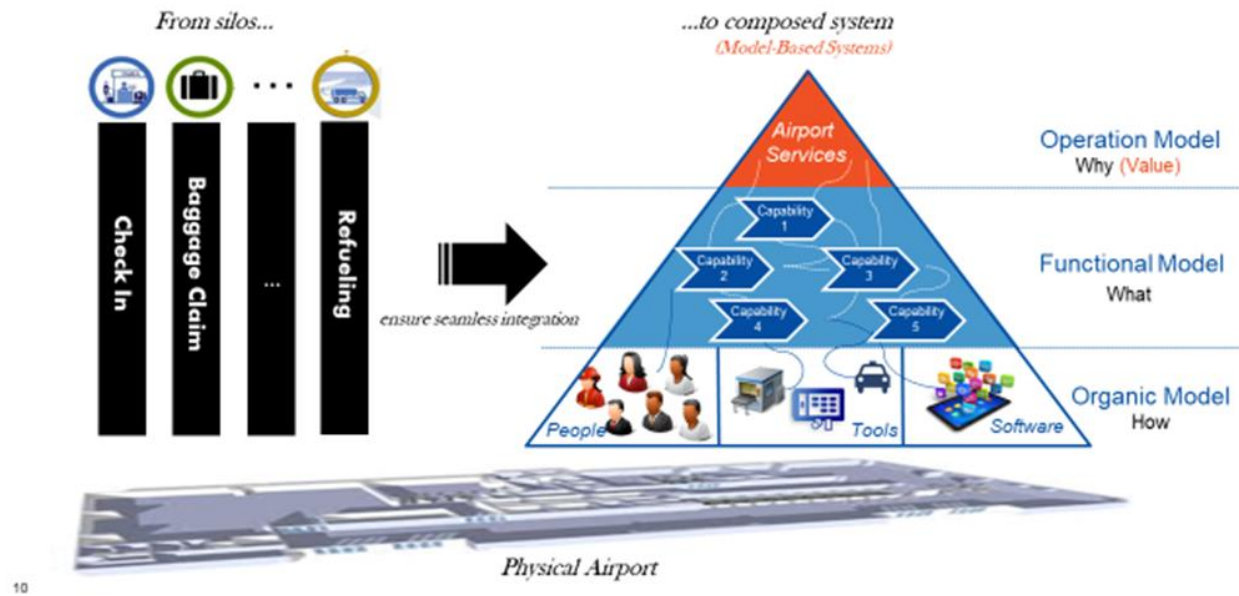 From silos...
...to composed system
(Model-Based Systems)
...
Check In
Baggage Claim
...
Refueling
ensure seamless integration
Airport
Services
Capability
1
Capability
2
Capability
3
Capability
4
Capability
5
People
Tools
Software
Operation Model
Why (Value)
Functional Model
What
Organic Model
How
Physical Airport
10